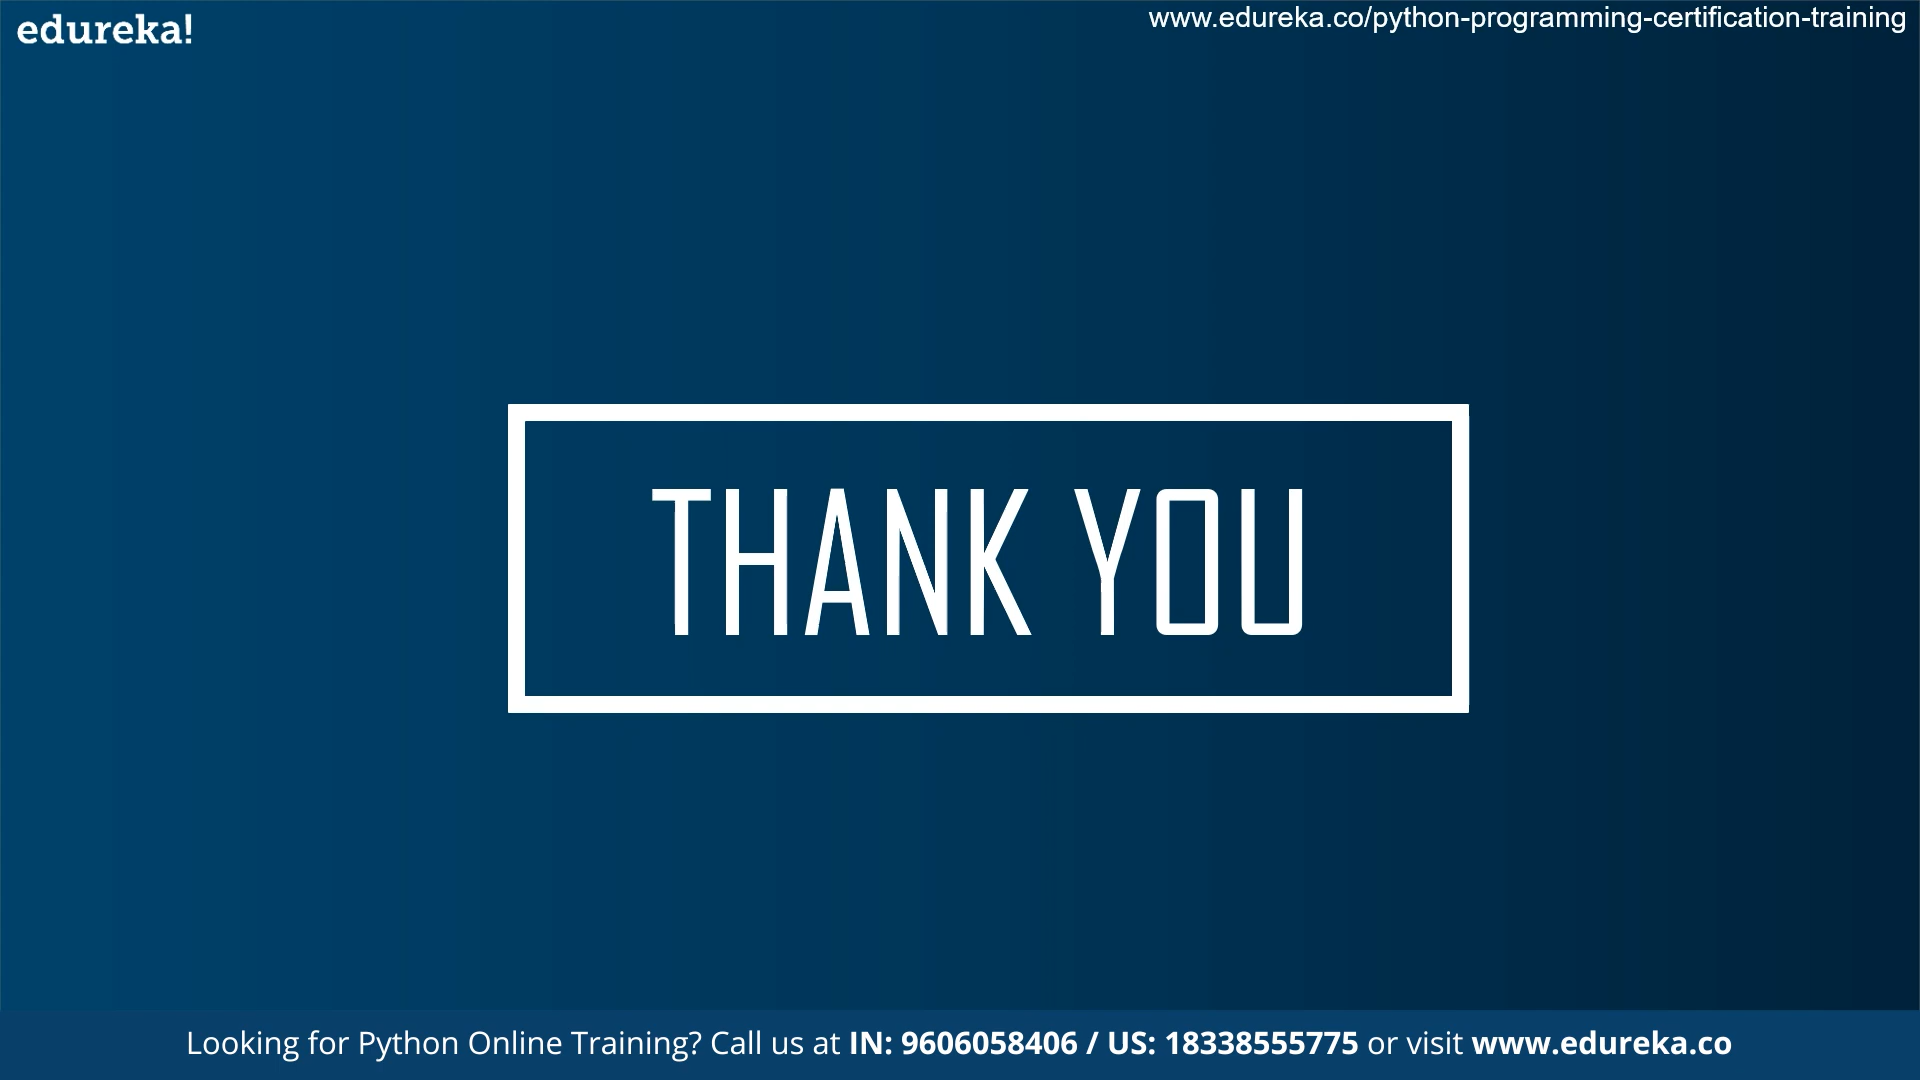 edureka!
www.edureka.co/python-programming-certification-training
THANK YOU
Looking for Python Online Training? Call us at IN: 9606058406 / US: 18338555775 or visit www.edureka.co